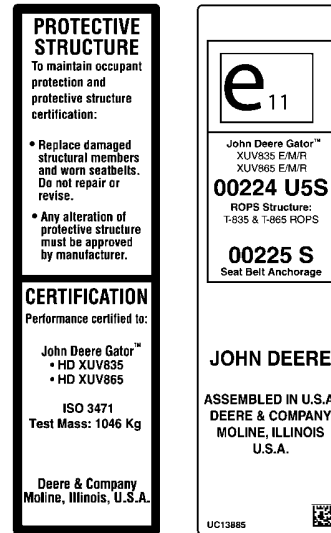 PROTECTIVE
STRUCTURE
To maintain occupant
protection and
protective structure
certification:
• Replace damaged
structural members
and worn seatbelts.
Do not repair or
revise.
• Any alteration of
protective structure
must be approved
by manufacturer.
CERTIFICATION
Performance certified to:
John Deere Gator™
• HD XUV835
• HD XUV865
ISO 3471
Test Mass: 1046 Kg
Deere & Company
Moline, Illinois, U.S.A.
e 11
John Deere Gator™
XUV835 E/M/R
XUV865 E/M/R
00224 U5S
ROPS Structure:
T-835 & T-865 ROPS
00225 S
Seat Belt Anchorage
JOHN DEERE
ASSEMBLED IN U.S.A
DEERE & COMPANY
MOLINE, ILLINOIS
U.S.A.
UC13885